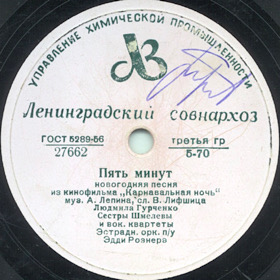 УПРАВЛЕНИЕ ХИМИЧЕСКОЙ ПРОМЫШЛЕННОСТИ
Ленинградский совнархоз
ГОСТ 5289-56 третья гр
27662 5-70
Пять минут
новогодняя песня
из кинофильма „Карнавальная ночь"
муз. А. Лепина, сл. В. Лифшица
Людмила Гурченко
Сестры Шмелевы
и вок. квартеты
Эстрадн. орк. п/у
Эдди Рознера